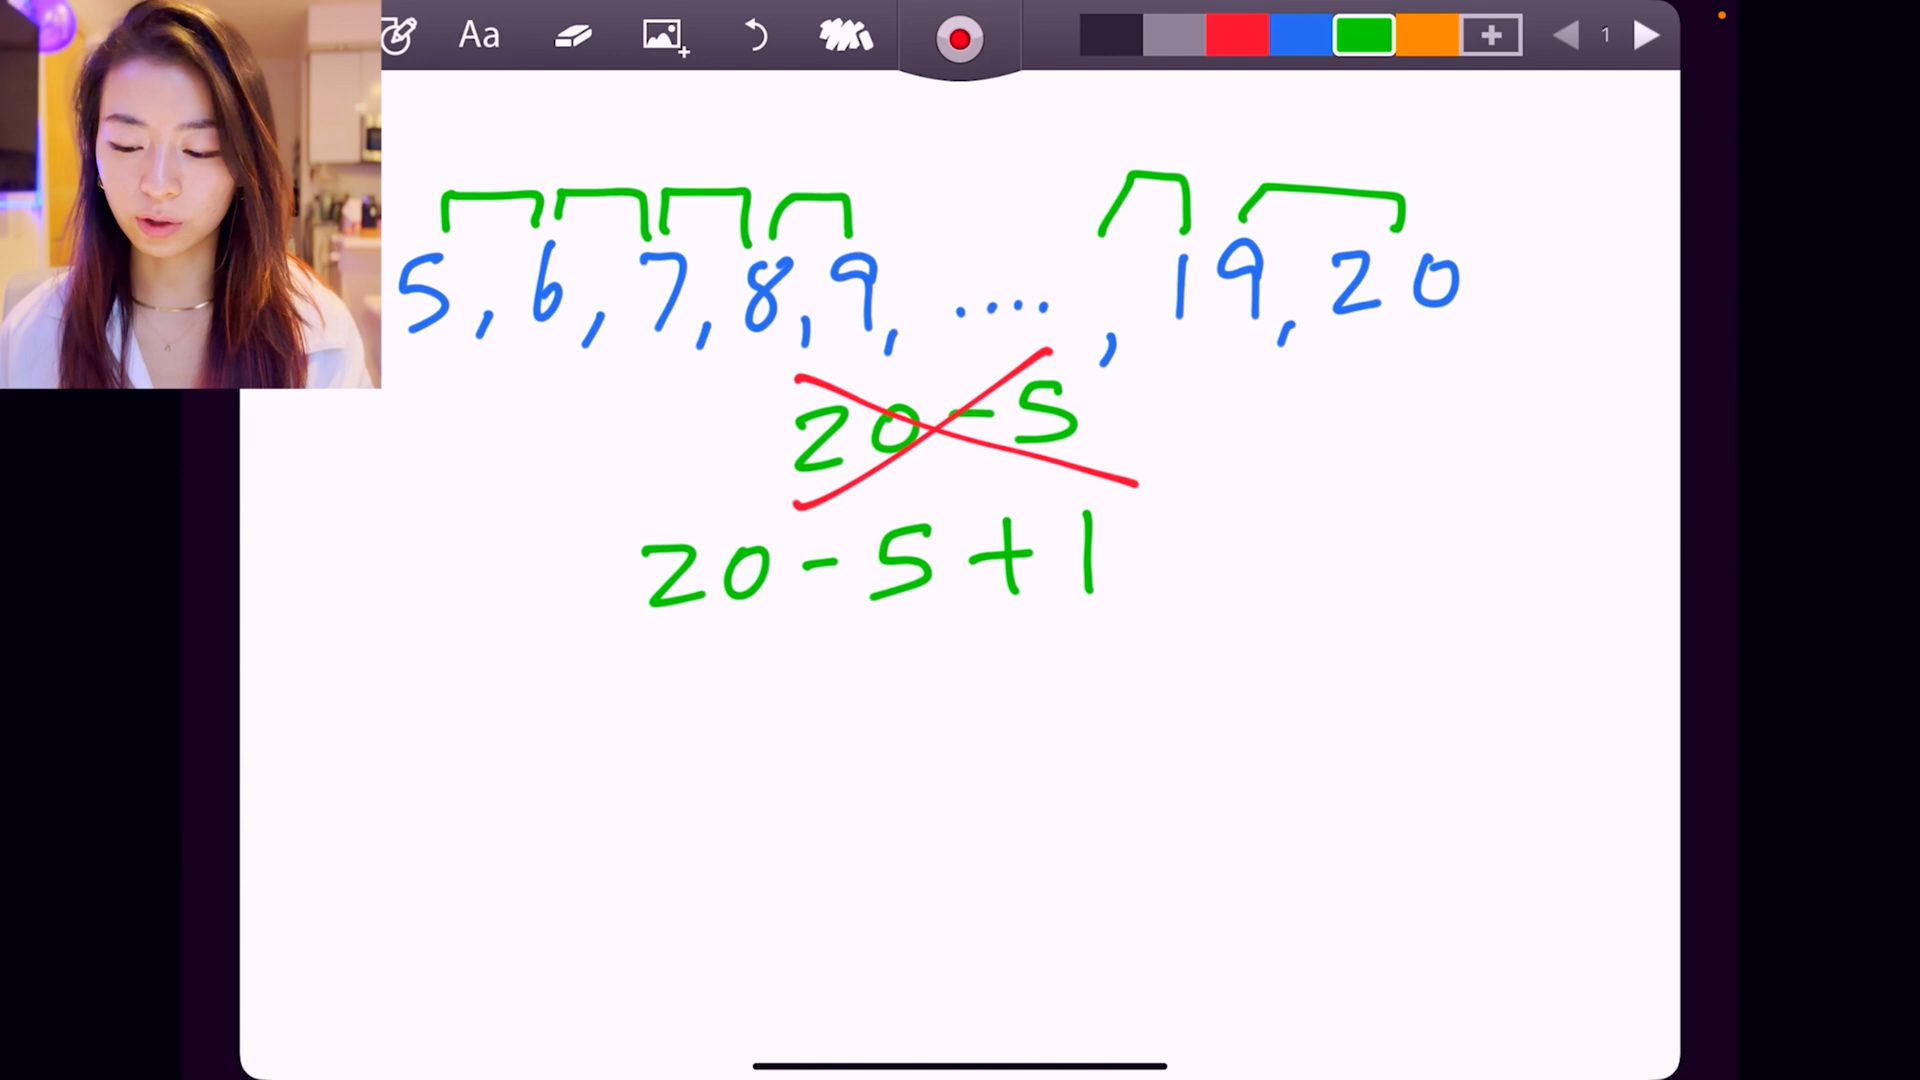 Aa
1
5, 6, 7, 8, 9, ...., 19, 20
20-5
20-5+1